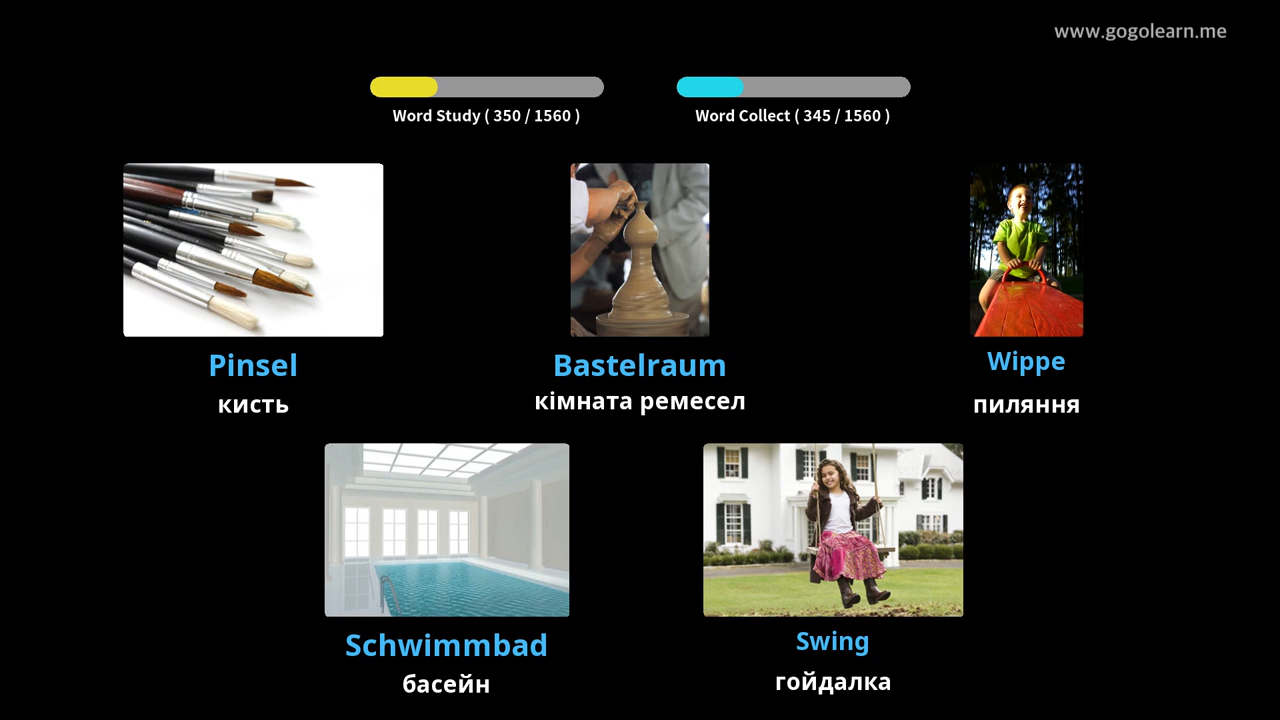 www.gogolearn.me
Word Study ( 350 / 1560 )
Word Collect ( 345 / 1560 )
Pinsel
кисть
Bastelraum
кімната ремесел
Wippe
пиляння
Schwimmbad
басейн
Swing
гойдалка